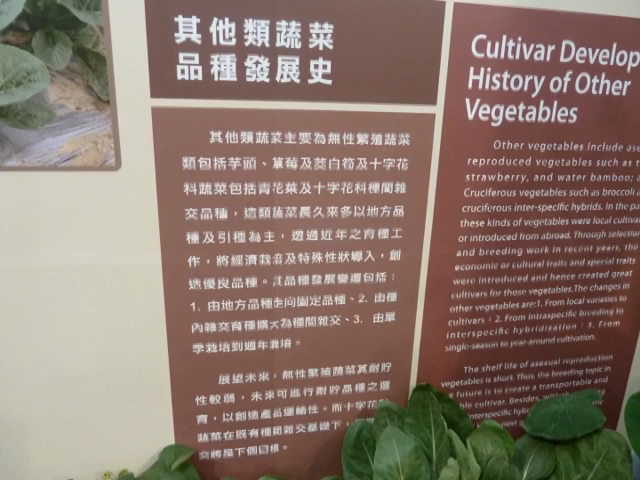 其他類蔬菜
品種發展史
其他類蔬菜主要為無性繁殖蔬菜
類包括芋頭、草莓及茭白筍及十字花
科蔬菜包括青花菜及十字花科種間雜
交品種，這類蔬菜長久來多以地方品
種及引種為主，透過近年之育種工
作，將經濟栽培及特殊性狀導入，創
造優良品種。其品種發展變遷包括：
1. 由地方品種走向固定品種、2. 由種
內雜交育種擴大為種間雜交、3. 由單
季栽培到週年栽培。
展望未來，無性繁殖蔬菜其耐貯
性較弱，未來可進行耐貯品種之選
育，以創造產品運輸性。而十字花科
蔬菜在既有種間雜交基礎下，
交將是下個目標。
Cultivar Develop
History of Other
Vegetables
Other vegetables include ase
reproduced vegetables such as t
strawberry, and water bamboo; a
Cruciferous vegetables such as broccoli a
cruciferous inter-specific hybrids. In the pa
these kinds of vegetables were local cultivar
or introduced from abroad. Through selection
and breeding work in recent years, the
economic or cultural traits and special traits
were introduced and hence created great
cultivars for those vegetables.The changes in
other vegetables are:1. From local varieties to
cultivars；2. From intraspecific breeding to
interspecific hybridization；3. From
single-season to year-around cultivation.
The shelf life of asexual reproduction
vegetables is short. Thus, the breeding topic in
e future is to create a transportable and
ble cultivar. Besides, with
interspecific hybr